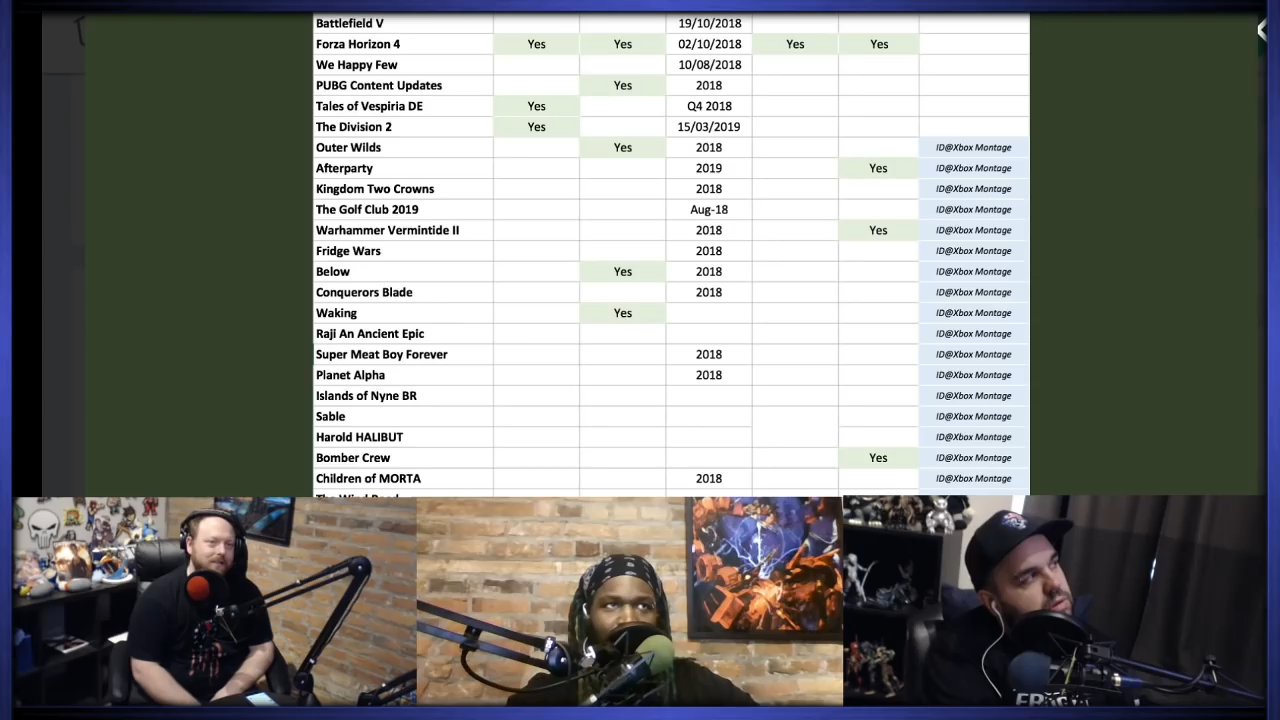 Battlefield V 19/10/2018
Forza Horizon 4 Yes Yes 02/10/2018 Yes Yes
We Happy Few 10/08/2018
PUBG Content Updates Yes 2018
Tales of Vespiria DE Yes Q4 2018
The Division 2 Yes 15/03/2019
Outer Wilds Yes 2018 ID@Xbox Montage
Afterparty 2019 Yes ID@Xbox Montage
Kingdom Two Crowns 2018 ID@Xbox Montage
The Golf Club 2019 Aug-18 ID@Xbox Montage
Warhammer Vermintide II 2018 Yes ID@Xbox Montage
Fridge Wars 2018 ID@Xbox Montage
Below Yes 2018 ID@Xbox Montage
Conquerors Blade 2018 ID@Xbox Montage
Waking Yes ID@Xbox Montage
Raji An Ancient Epic ID@Xbox Montage
Super Meat Boy Forever 2018 ID@Xbox Montage
Planet Alpha 2018 ID@Xbox Montage
Islands of Nyne BR ID@Xbox Montage
Sable ID@Xbox Montage
Harold HALIBUT ID@Xbox Montage
Bomber Crew Yes ID@Xbox Montage
Children of MORTA 2018 ID@Xbox Montage